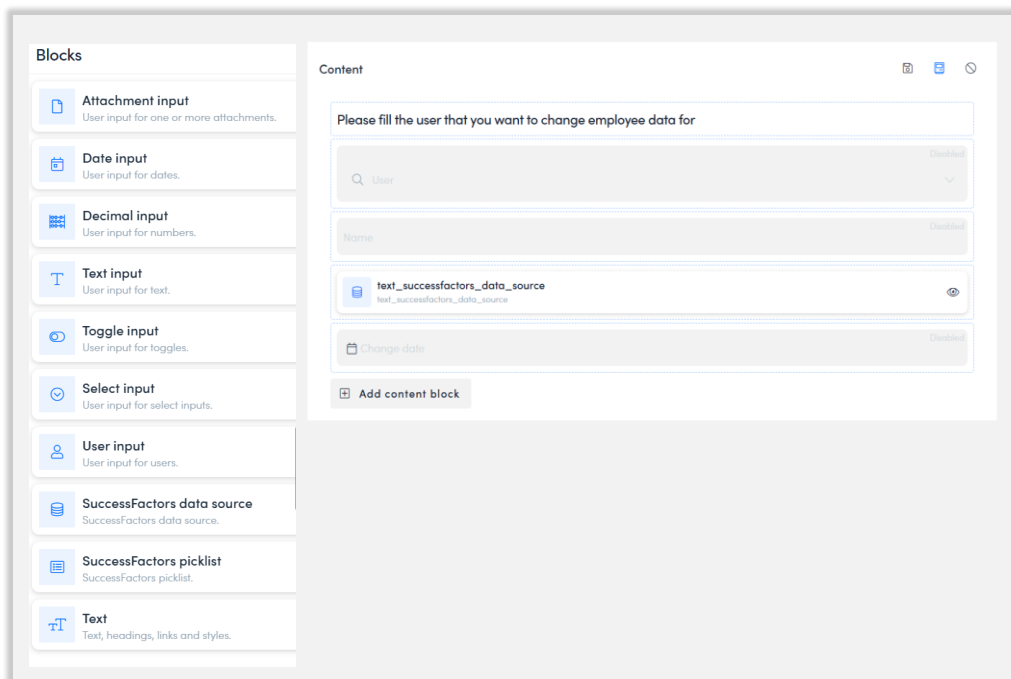 Blocks
Attachment input
User input for one or more attachments.
Date input
User input for dates.
Decimal input
User input for numbers.
Text input
User input for text.
Toggle input
User input for toggles.
Select input
User input for select inputs.
User input
User input for users.
SuccessFactors data source
SuccessFactors data source.
SuccessFactors picklist
SuccessFactors picklist.
Text
Text, headings, links and styles.
Content
Please fill the user that you want to change employee data for
Disabled
User
Disabled
Name
text_successfactors_data_source
text_successfactors_data_source
Disabled
Change date
Add content block